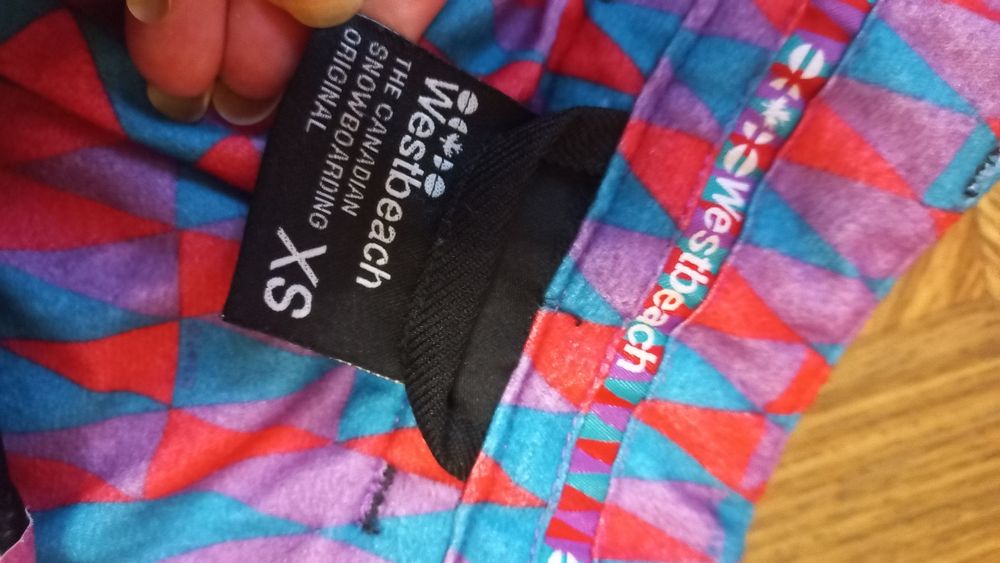 Westbeach
THE CANADIAN
SNOWBOARDING
ORIGINAL
XS
Westbeach